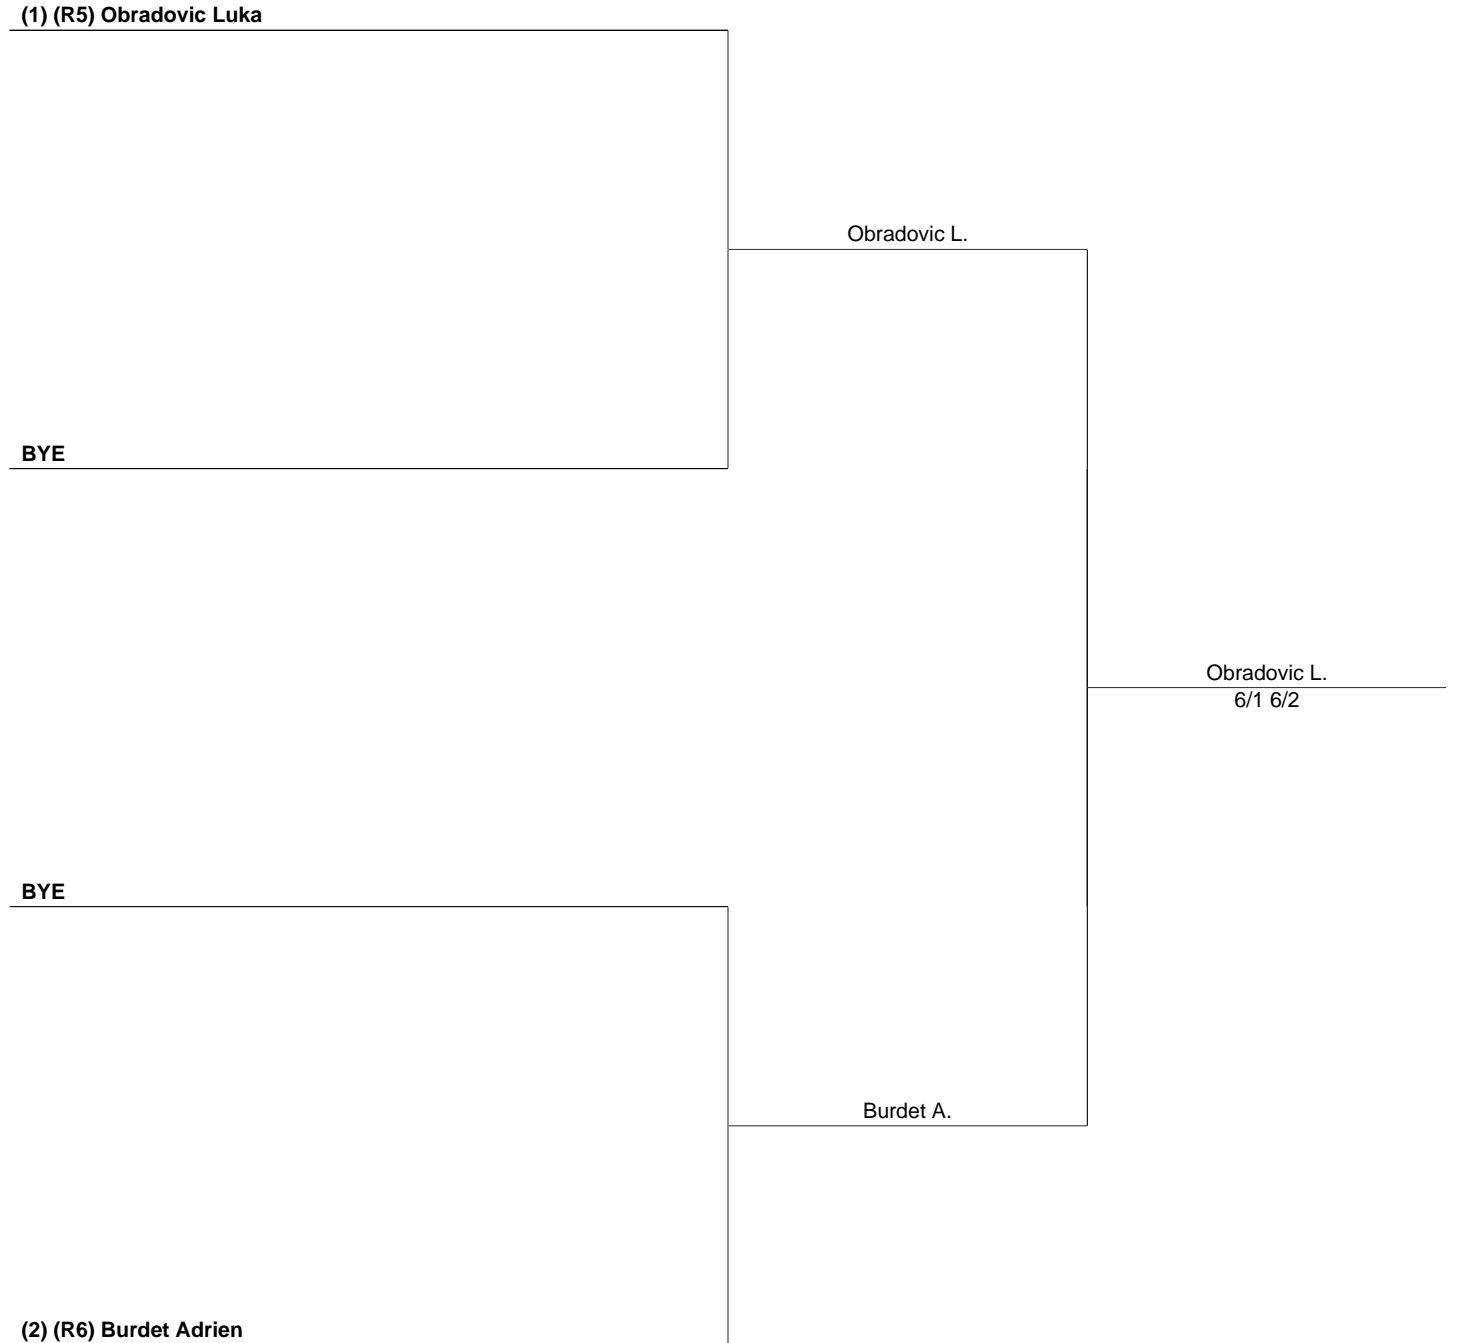 (1) (R5) Obradovic Luka
Obradovic L.
BYE
Obradovic L.
6/1 6/2
BYE
Burdet A.
(2) (R6) Burdet Adrien